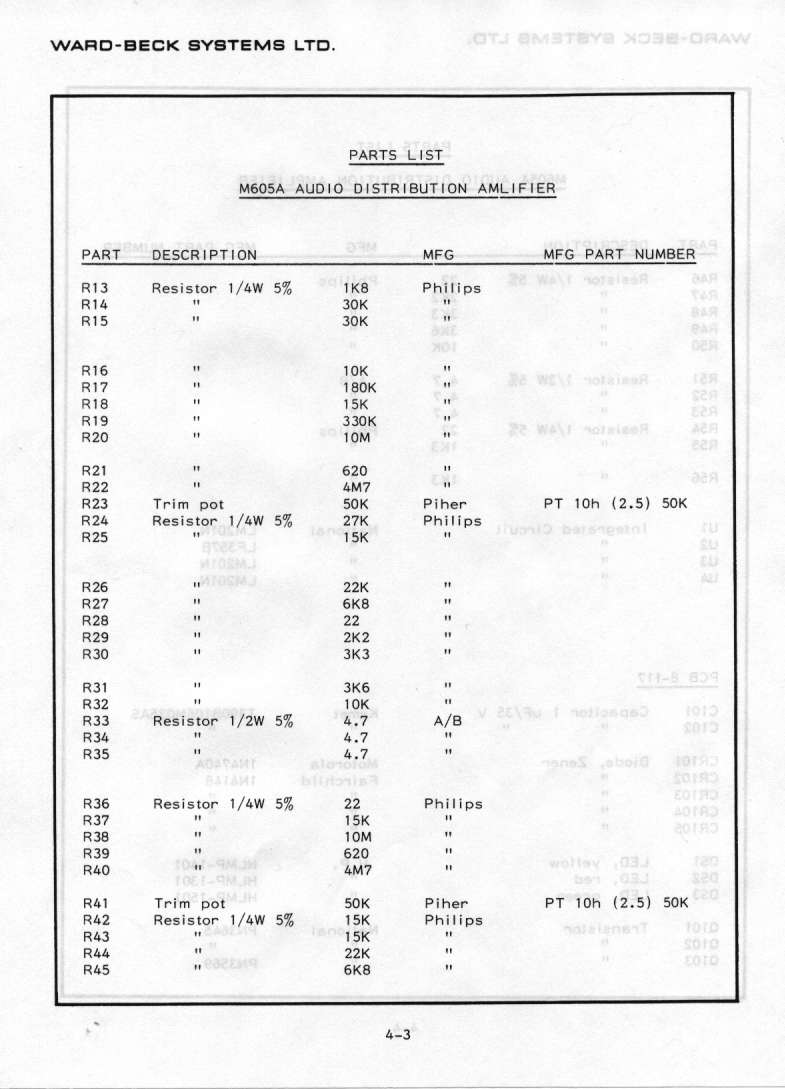 WARD-BECK SYSTEMS LTD.
PARTS LIST
M605A AUDIO DISTRIBUTION AMLIFIER
PART DESCRIPTION MFG MFG PART NUMBER
R13 Resistor 1/4W 5% 1K8 Philips
R14 " 30K "
R15 " 30K "
R16 " 10K "
R17 " 180K "
R18 " 15K "
R19 " 330K "
R20 " 10M "
R21 " 620 "
R22 " 4M7 "
R23 Trim pot 50K Piher PT 10h (2.5) 50K
R24 Resistor 1/4W 5% 27K Philips
R25 " 15K "
R26 " 22K "
R27 " 6K8 "
R28 " 22 "
R29 " 2K2 "
R30 " 3K3 "
R31 " 3K6 "
R32 " 10K "
R33 Resistor 1/2W 5% 4.7 A/B
R34 " 4.7 "
R35 " 4.7 "
R36 Resistor 1/4W 5% 22 Philips
R37 " 15K "
R38 " 10M "
R39 " 620 "
R40 " 4M7 "
R41 Trim pot 50K Piher PT 10h (2.5) 50K
R42 Resistor 1/4W 5% 15K Philips
R43 " 15K "
R44 " 22K "
R45 " 6K8 "
4-3